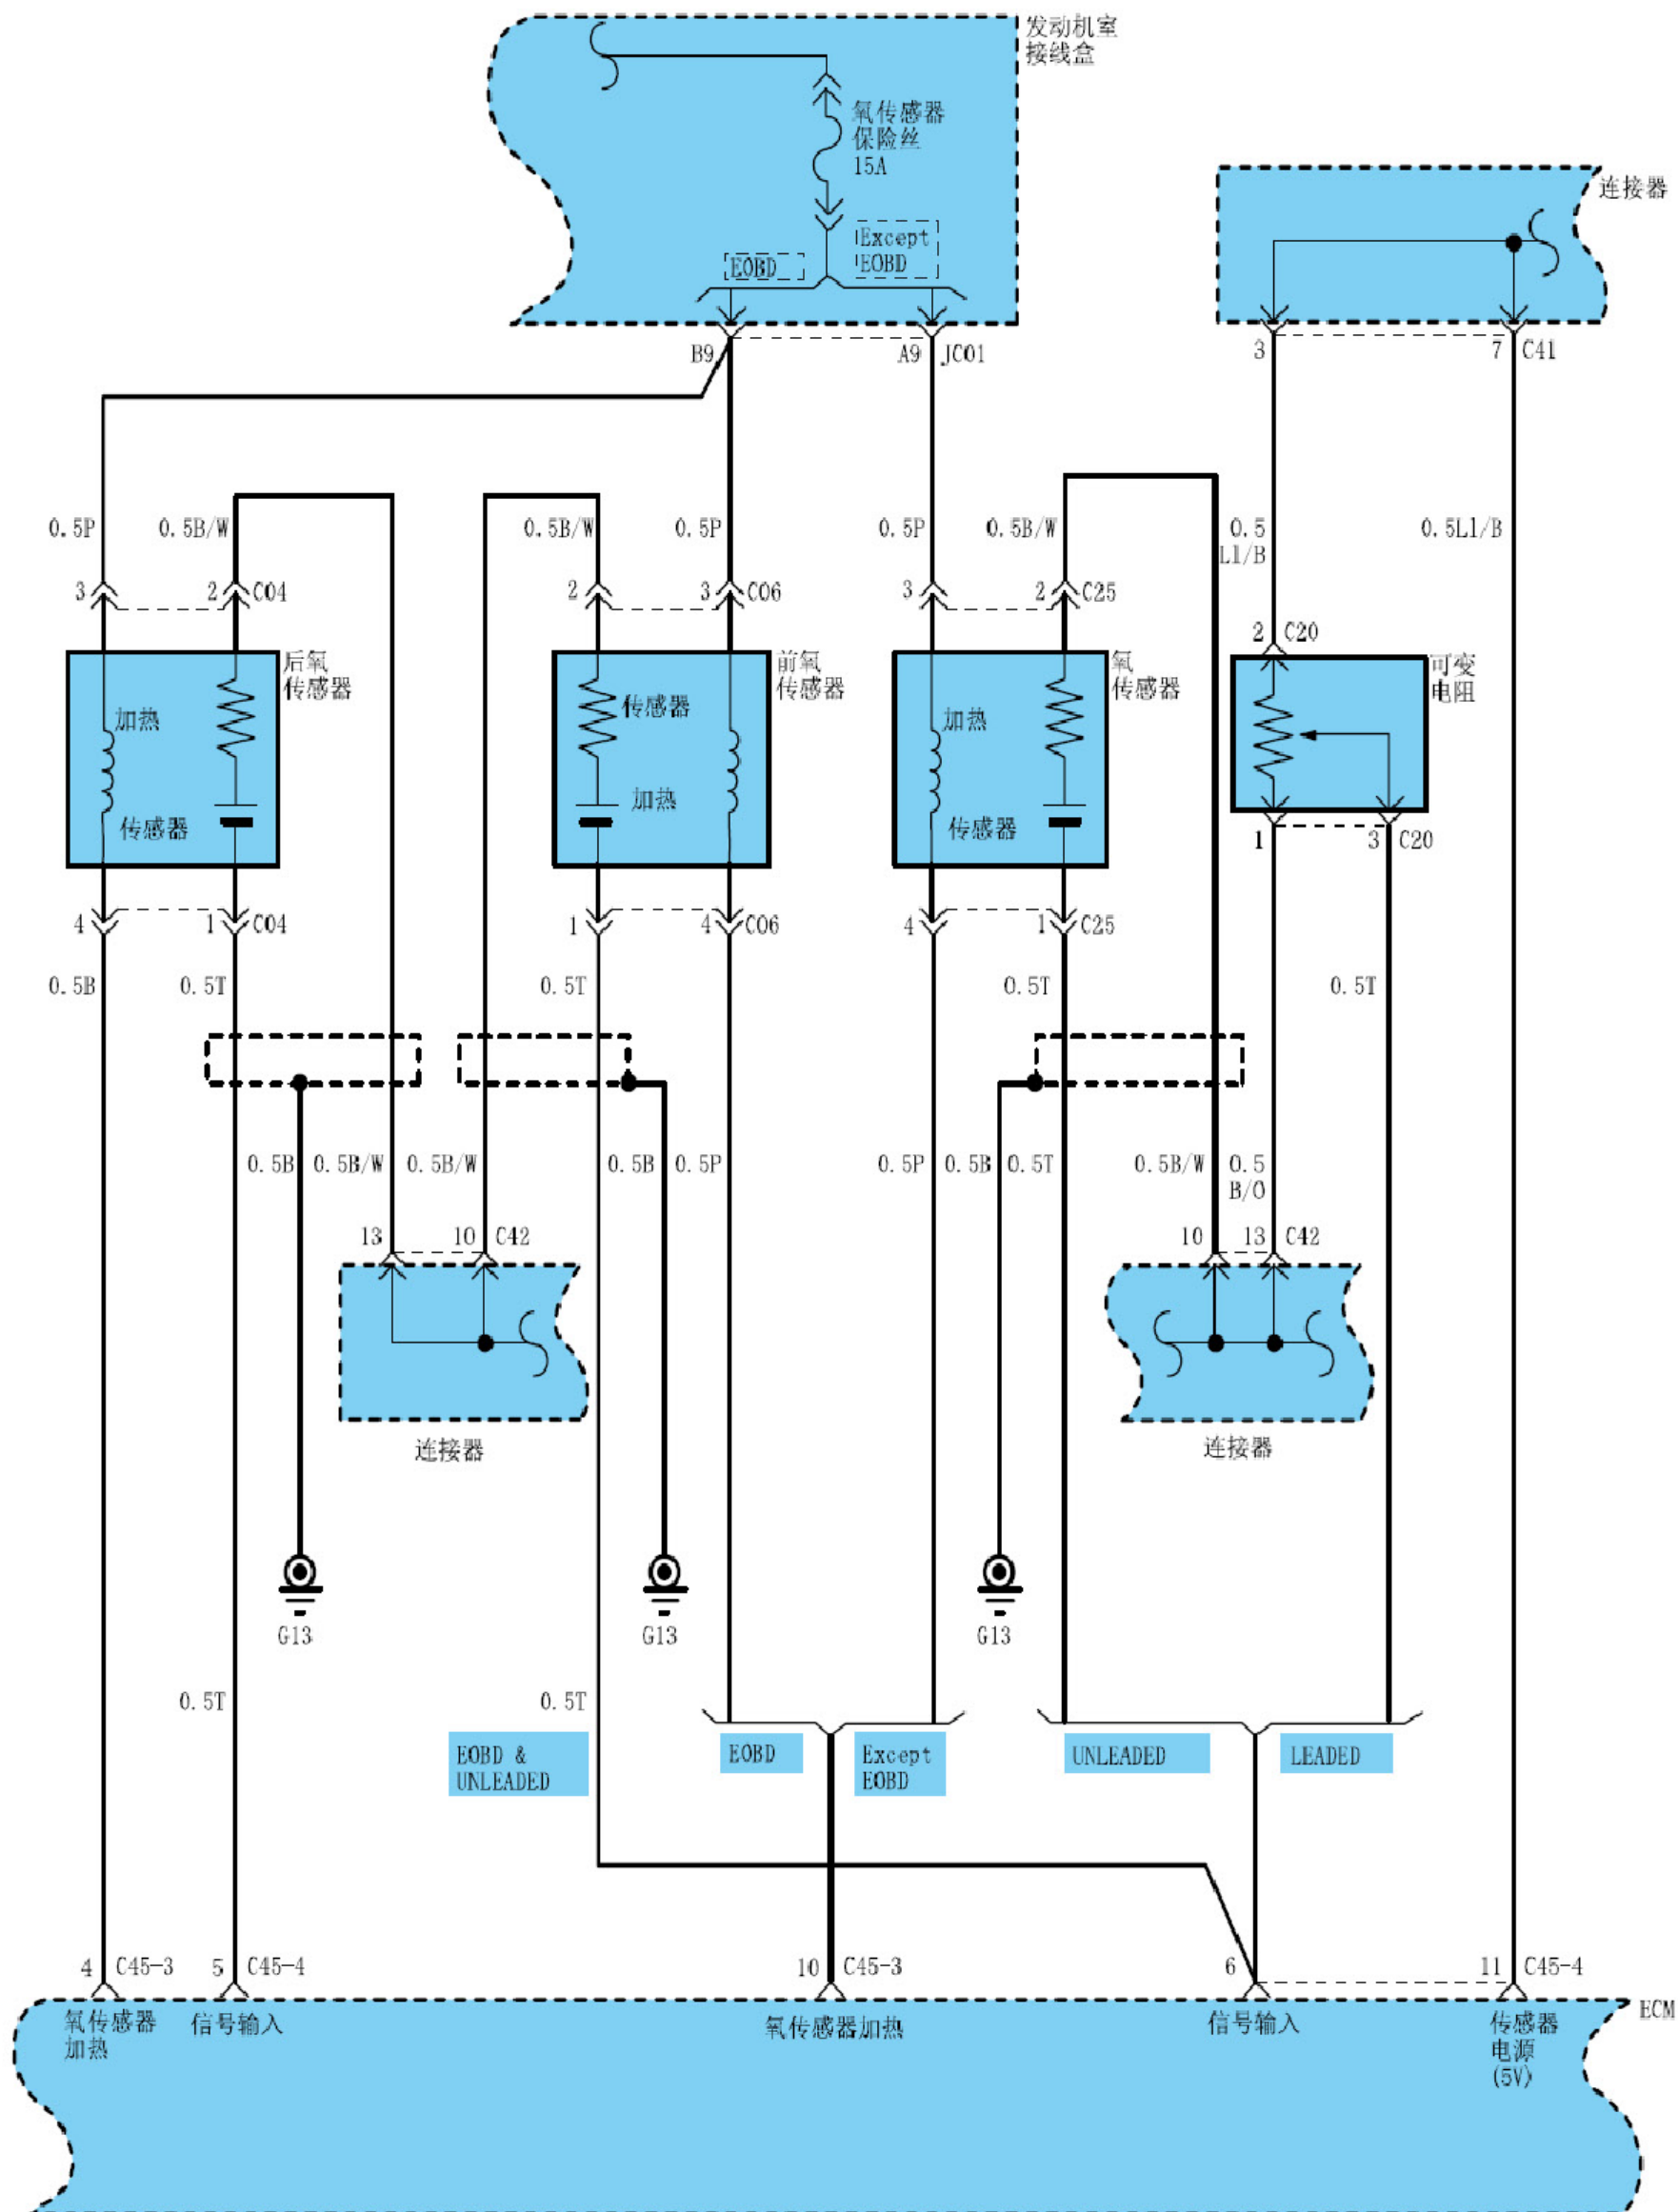 发动机室
接线盒
氧传感器
保险丝
15A
Except
EOBD
EOBD
连接器
B9
A9
JC01
3
7
C41
0.5P
0.5B/W
0.5B/W
0.5P
0.5P
0.5B/W
0.5
L1/B
0.5L1/B
3
2
C04
2
3
C06
3
2
C25
2
C20
后氧
传感器
加热
传感器
前氧
传感器
传感器
加热
氧
传感器
加热
传感器
可变
电阻
1
3
C20
4
1
C04
1
4
C06
4
1
C25
0.5B
0.5T
0.5T
0.5T
0.5T
0.5B
0.5B/W
0.5B/W
0.5B
0.5P
0.5P
0.5B
0.5T
0.5B/W
0.5
B/O
13
10
C42
10
13
C42
连接器
连接器
G13
G13
G13
0.5T
0.5T
EOBD &
UNLEADED
EOBD
Except
EOBD
UNLEADED
LEADED
4
C45-3
5
C45-4
10
C45-3
6
11
C45-4
ECM
氧传感器
加热
信号输入
氧传感器加热
信号输入
传感器
电源
(5V)